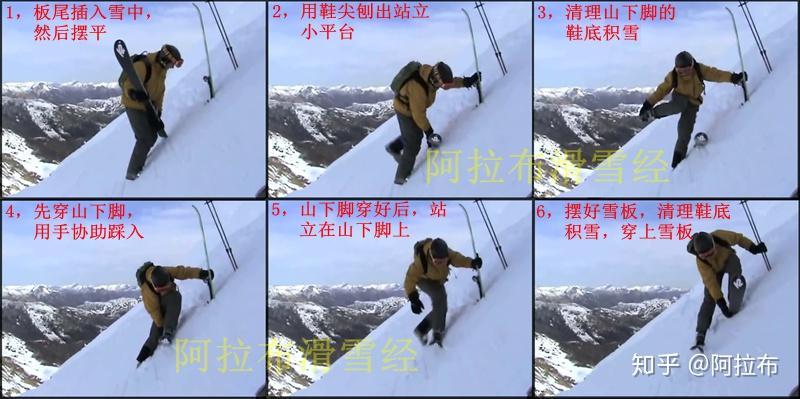 1，板尾插入雪中，
然后摆平
2，用鞋尖刨出站立
小平台
3，清理山下脚的
鞋底积雪
阿拉布滑雪经
4，先穿山下脚，
用手协助踩入
5，山下脚穿好后，站
立在山下脚上
6，摆好雪板，清理鞋底
积雪，穿上雪板
阿拉布滑雪经
知乎 @阿拉布